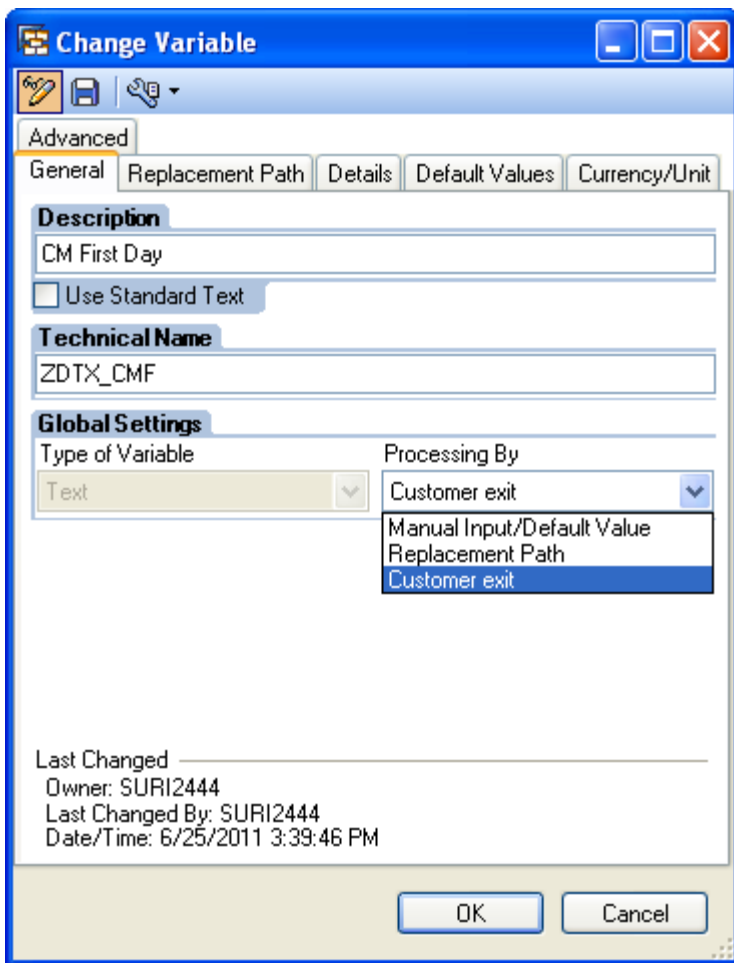 Change Variable
Advanced
General Replacement Path Details Default Values Currency/Unit
Description
CM First Day
Use Standard Text
Technical Name
ZDTX_CMF
Global Settings
Type of Variable Processing By
Text Customer exit
Manual Input/Default Value
Replacement Path
Customer exit
Last Changed
Owner: SURI2444
Last Changed By: SURI2444
Date/Time: 6/25/2011 3:39:46 PM
OK Cancel